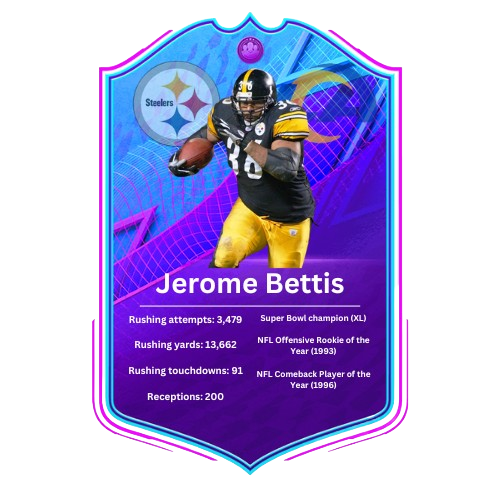 Steelers
36
36
Jerome Bettis
Rushing attempts: 3,479
Rushing yards: 13,662
Rushing touchdowns: 91
Receptions: 200
Super Bowl champion (XL)
NFL Offensive Rookie of the
Year (1993)
NFL Comeback Player of the
Year (1996)